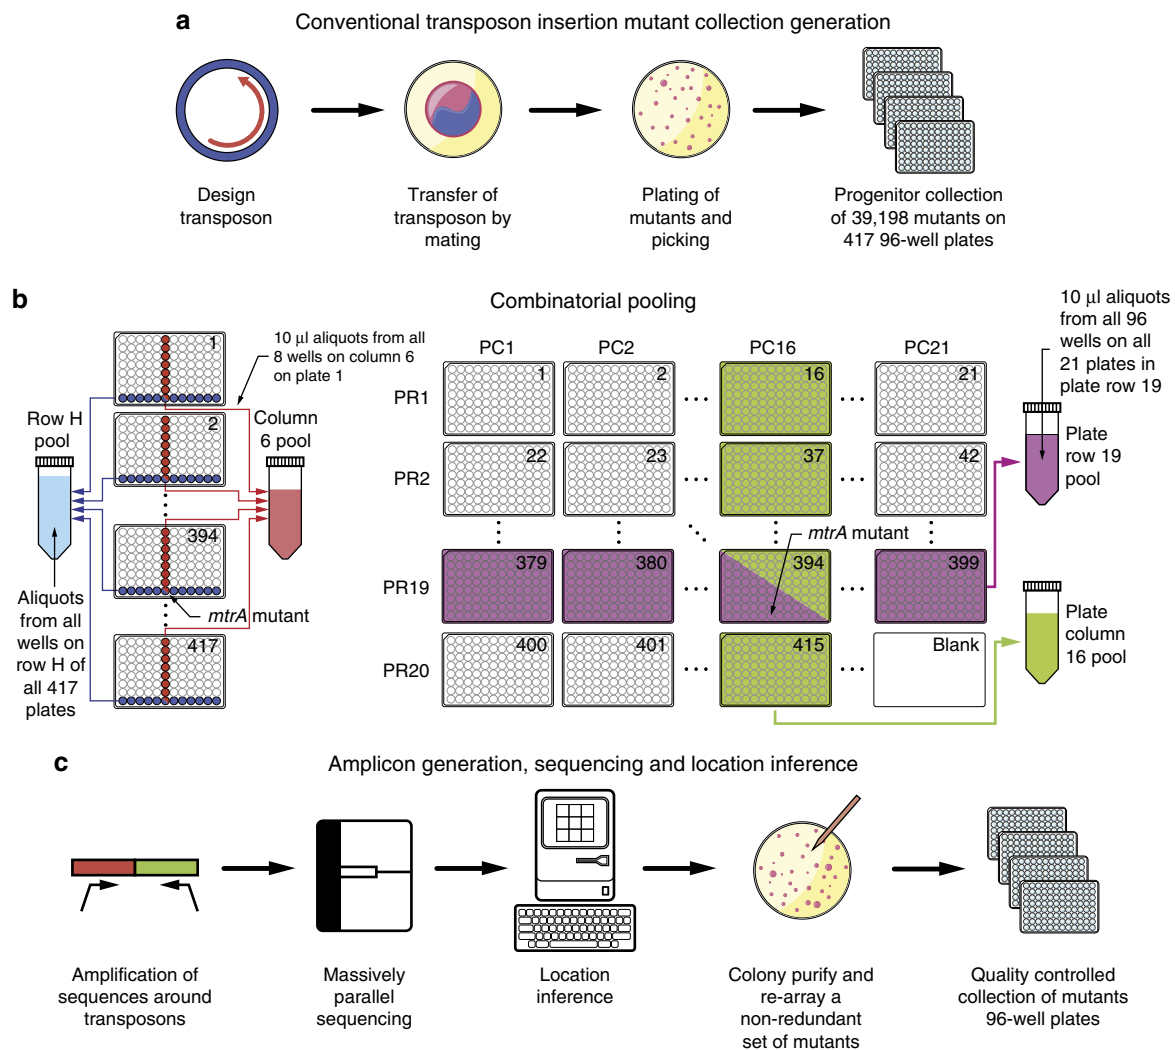 a
Conventional transposon insertion mutant collection generation
Design
transposon
Transfer of
transposon by
mating
Plating of
mutants and
picking
Progenitor collection
of 39,198 mutants on
417 96-well plates
b
Combinatorial pooling
1
2
394
417
10 µl aliquots from all
8 wells on column 6
on plate 1
Row H
pool
Column
6 pool
mtrA mutant
Aliquots
from all
wells on
row H of
all 417
plates
PC1
PC2
PC16
PC21
PR1
1
2
16
21
PR2
22
23
37
42
mtrA mutant
PR19
379
380
394
399
PR20
400
401
415
Blank
10 µl aliquots
from all 96
wells on all
21 plates in
plate row 19
Plate
row 19
pool
Plate
column
16 pool
c
Amplicon generation, sequencing and location inference
Amplification of
sequences around
transposons
Massively
parallel
sequencing
Location
inference
Colony purify and
re-array a
non-redundant
set of mutants
Quality controlled
collection of mutants
96-well plates